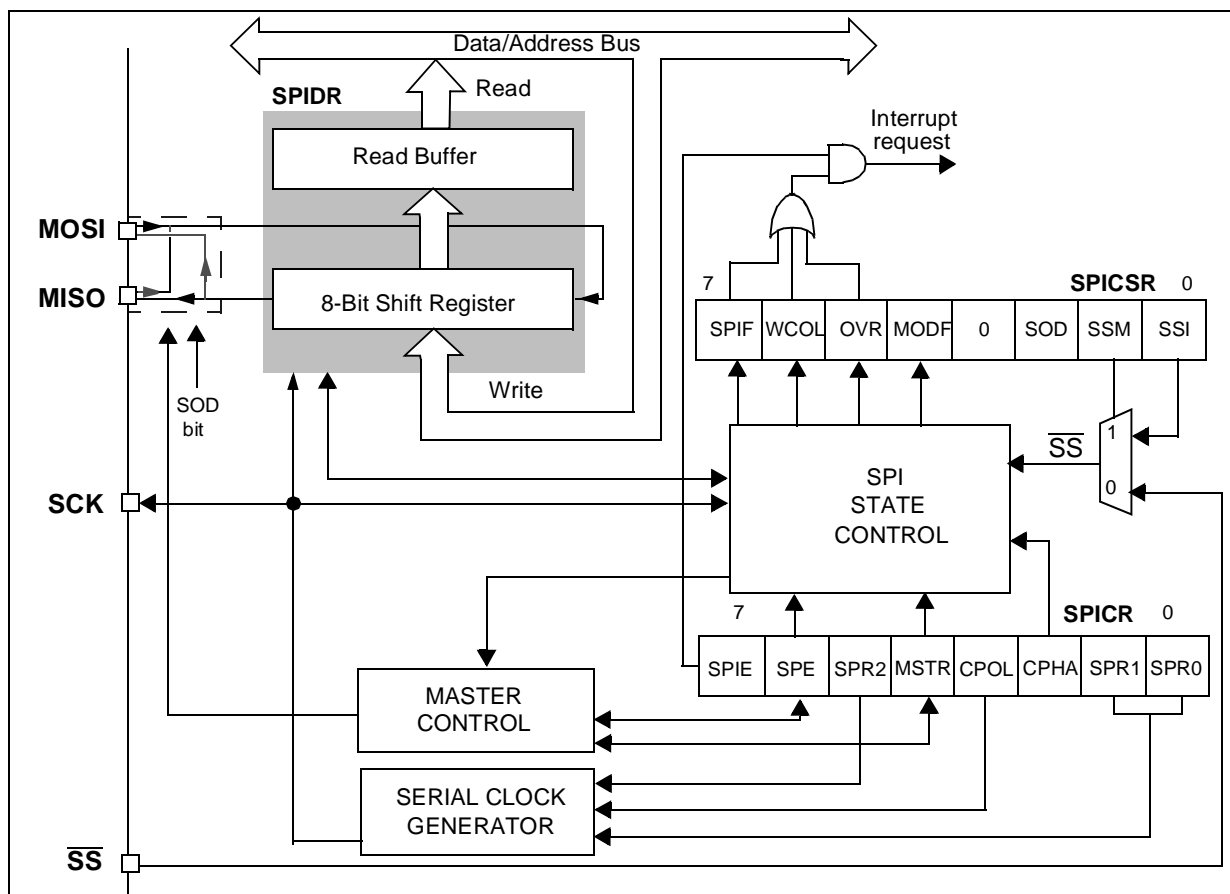 Data/Address Bus
SPIDR
Read
Read Buffer
Interrupt
request
MOSI
MISO
8-Bit Shift Register
7
SPICSR
0
SPIF
WCOL
OVR
MODF
0
SOD
SSM
SSI
Write
SOD
bit
SS
1
0
SCK
SPI
STATE
CONTROL
7
SPICR
0
SPIE
SPE
SPR2
MSTR
CPOL
CPHA
SPR1
SPR0
MASTER
CONTROL
SERIAL CLOCK
GENERATOR
SS